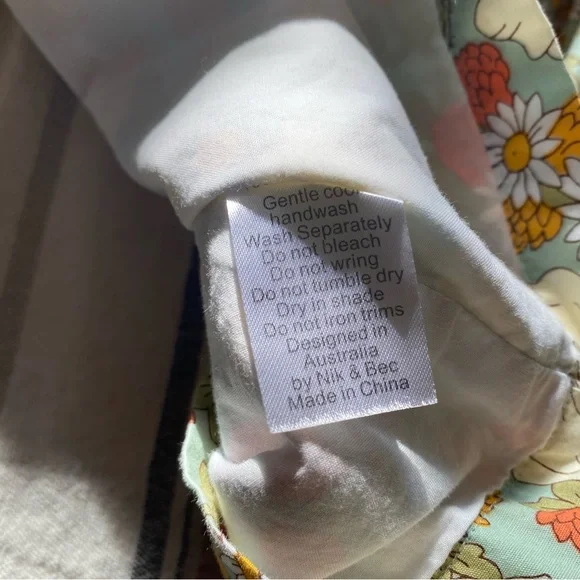 Gentle cool
handwash
Wash Separately
Do not bleach
Do not wring
Do not tumble dry
Dry in shade
Do not iron trims
Designed in
Australia
by Nik & Bec
Made in China